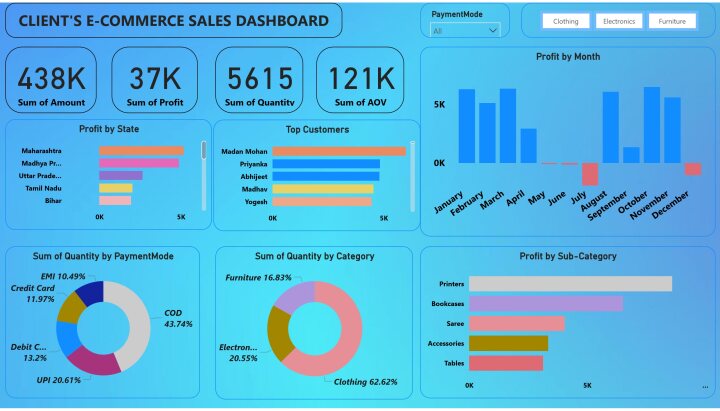 CLIENT'S E-COMMERCE SALES DASHBOARD
PaymentMode
All
Clothing
Electronics
Furniture
438K
Sum of Amount
37K
Sum of Profit
5615
Sum of Quantity
121K
Sum of AOV
Profit by State
Maharashtra
Madhya Pr...
Uttar Prade...
Tamil Nadu
Bihar
0K
5K
Top Customers
Madan Mohan
Priyanka
Abhijeet
Madhav
Yogesh
0K
5K
Profit by Month
5K
0K
January
February
March
April
May
June
July
August
September
October
November
December
Sum of Quantity by PaymentMode
EMI 10.49%
Credit Card
11.97%
COD
43.74%
Debit C...
13.2%
UPI 20.61%
Sum of Quantity by Category
Furniture 16.83%
Electron...
20.55%
Clothing 62.62%
Profit by Sub-Category
Printers
Bookcases
Saree
Accessories
Tables
0K
5K
...